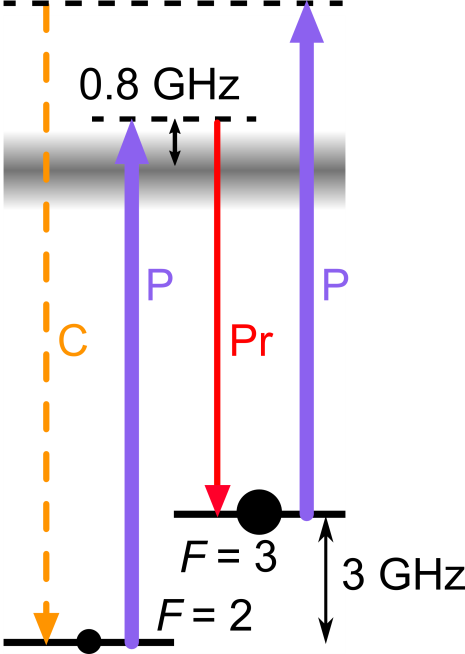 0.8 GHz
P
P
C
Pr
F = 3
3 GHz
F = 2